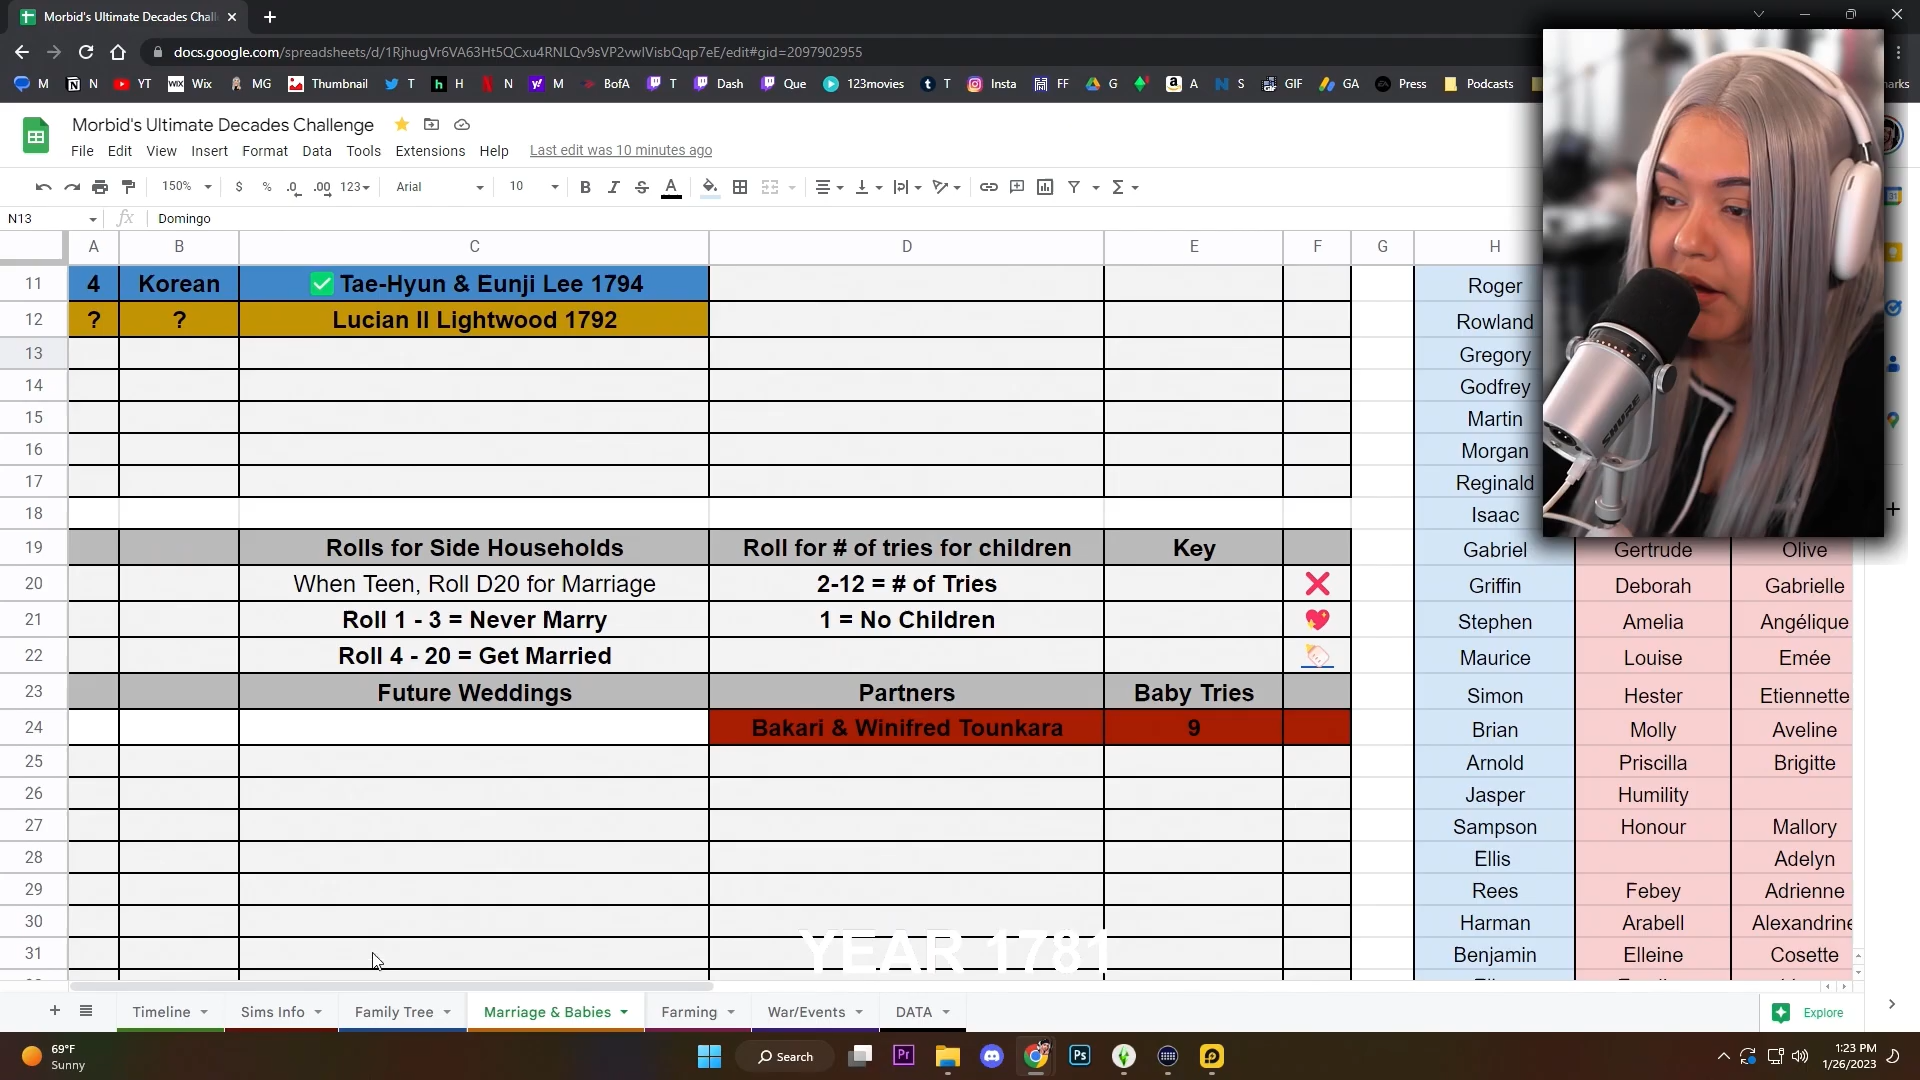 Morbid's Ultimate Decades Chall
docs.google.com/spreadsheets/d/1RjhugVr6VA63Ht5QCxu4RNLQv9sVP2vwIVisbQqp7eE/edit#gid=2097902955
M N YT Wix MG Thumbnail T H N M BofA T Dash Que 123movies T Insta FF G A S GIF GA Press Podcasts
Morbid's Ultimate Decades Challenge
File Edit View Insert Format Data Tools Extensions Help Last edit was 10 minutes ago
150% $ % .0 .00 123 Arial 10 B I S A
N13 fx Domingo
A B C D E F G H
11 4 Korean ✅ Tae-Hyun & Eunji Lee 1794 Roger
12 ? ? Lucian II Lightwood 1792 Rowland
13 Gregory
14 Godfrey
15 Martin
16 Morgan
17 Reginald
18 Isaac
19 Rolls for Side Households Roll for # of tries for children Key Gabriel Gertrude Olive
20 When Teen, Roll D20 for Marriage 2-12 = # of Tries ❌ Griffin Deborah Gabrielle
21 Roll 1 - 3 = Never Marry 1 = No Children 💖 Stephen Amelia Angélique
22 Roll 4 - 20 = Get Married 🍼 Maurice Louise Emée
23 Future Weddings Partners Baby Tries Simon Hester Etiennette
24 Bakari & Winifred Tounkara 9 Brian Molly Aveline
25 Arnold Priscilla Brigitte
26 Jasper Humility
27 Sampson Honour Mallory
28 Ellis Adelyn
29 Rees Febey Adrienne
30 Harman Arabell Alexandrine
31 Benjamin Elleine Cosette
YEAR 1781
SHURE
Timeline Sims Info Family Tree Marriage & Babies Farming War/Events DATA Explore
69°F
Sunny
Search
Pr
Ps
1:23 PM
1/26/2023